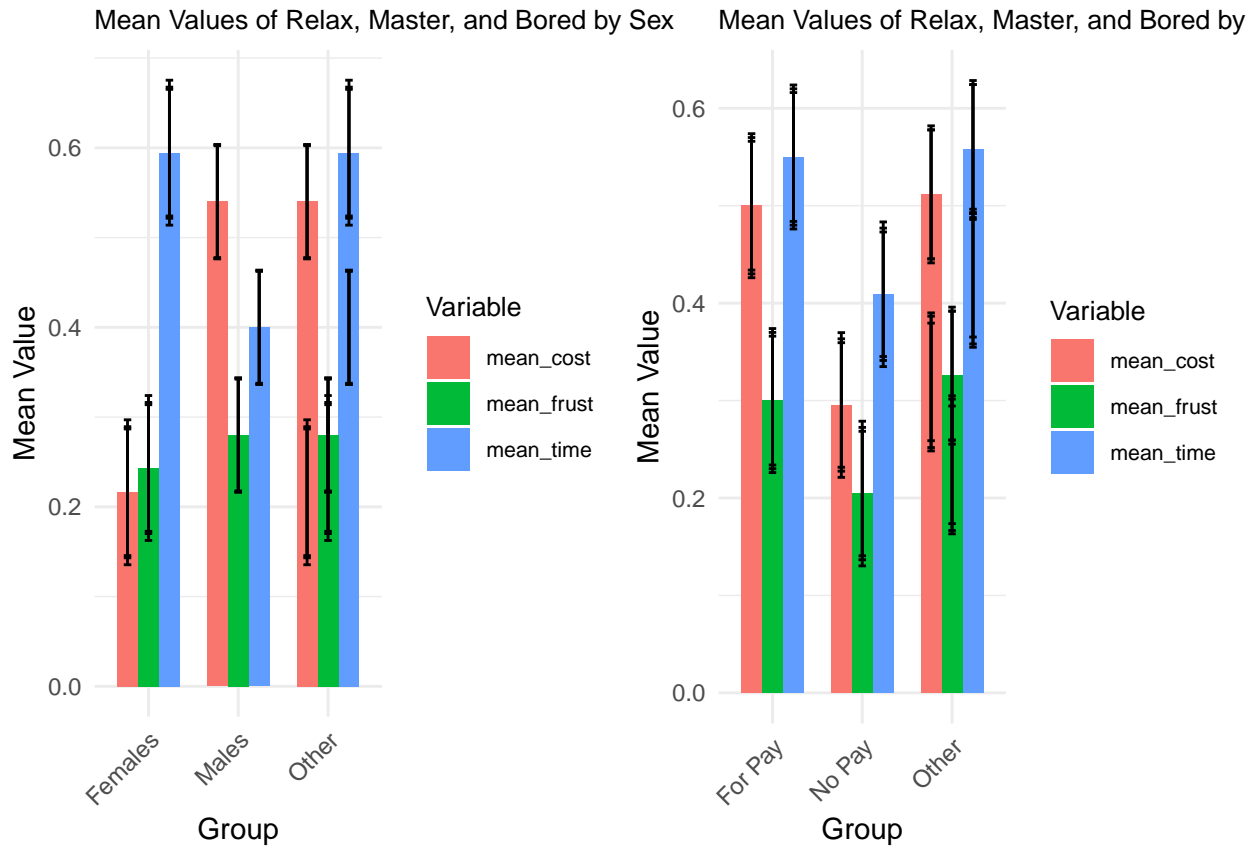 Mean Values of Relax, Master, and Bored by Sex
Mean Value
0.6
0.4
0.2
0.0
Females
Males
Other
Group
Variable
mean_cost
mean_frust
mean_time
Mean Values of Relax, Master, and Bored by
Mean Value
0.6
0.4
0.2
0.0
For Pay
No Pay
Other
Group
Variable
mean_cost
mean_frust
mean_time